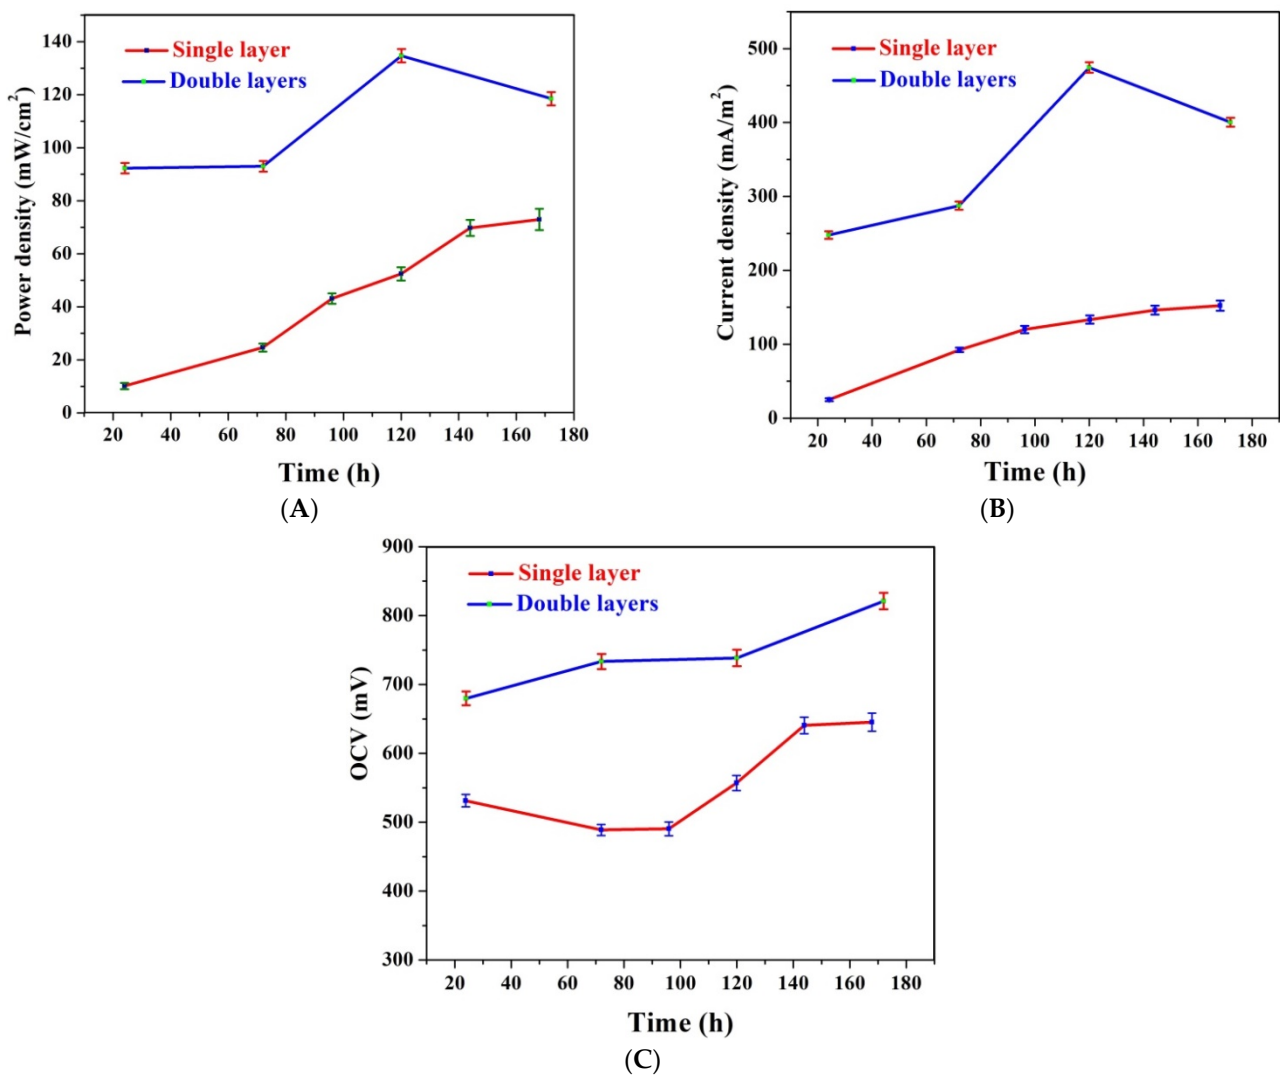 Single layer
Double layers
Power density (mW/cm²)
140
120
100
80
60
40
20
0
20 40 60 80 100 120 140 160 180
Time (h)
(A)
Single layer
Double layers
Current density (mA/m²)
500
400
300
200
100
0
20 40 60 80 100 120 140 160 180
Time (h)
(B)
Single layer
Double layers
OCV (mV)
900
800
700
600
500
400
300
20 40 60 80 100 120 140 160 180
Time (h)
(C)